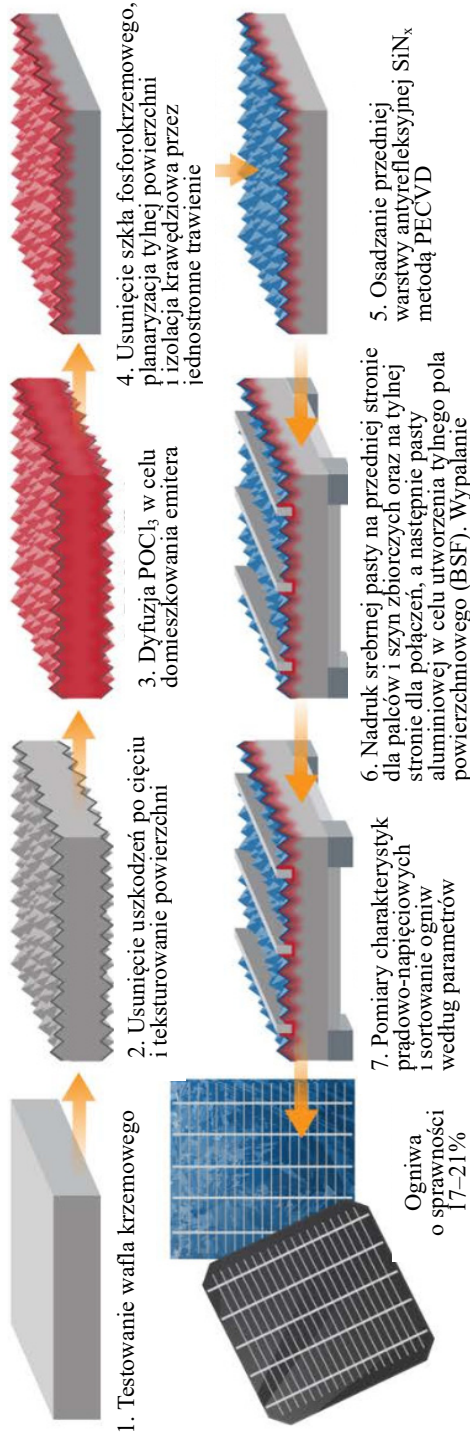 1. Testowanie wafla krzemowego
2. Usunięcie uszkodzeń po cięciu
i teksturowanie powierzchni
3. Dyfuzja POCl₃ w celu
domieszkowania emitera
4. Usunięcie szkła fosforokrzemowego,
planaryzacja tylnej powierzchni
i izolacja krawędziowa przez
jednostronne trawienie
5. Osadzanie przedniej
warstwy antyrefleksyjnej SiNₓ
metodą PECVD
6. Nadruk srebrnej pasty na przedniej stronie
dla palców i szyn zbiorczych oraz na tylnej
stronie dla połączeń, a następnie pasty
aluminiowej w celu utworzenia tylnego pola
powierzchniowego (BSF). Wypalanie
7. Pomiary charakterystyk
prądowo-napięciowych
i sortowanie ogniw
według parametrów
Ogniwa
o sprawności
17–21%